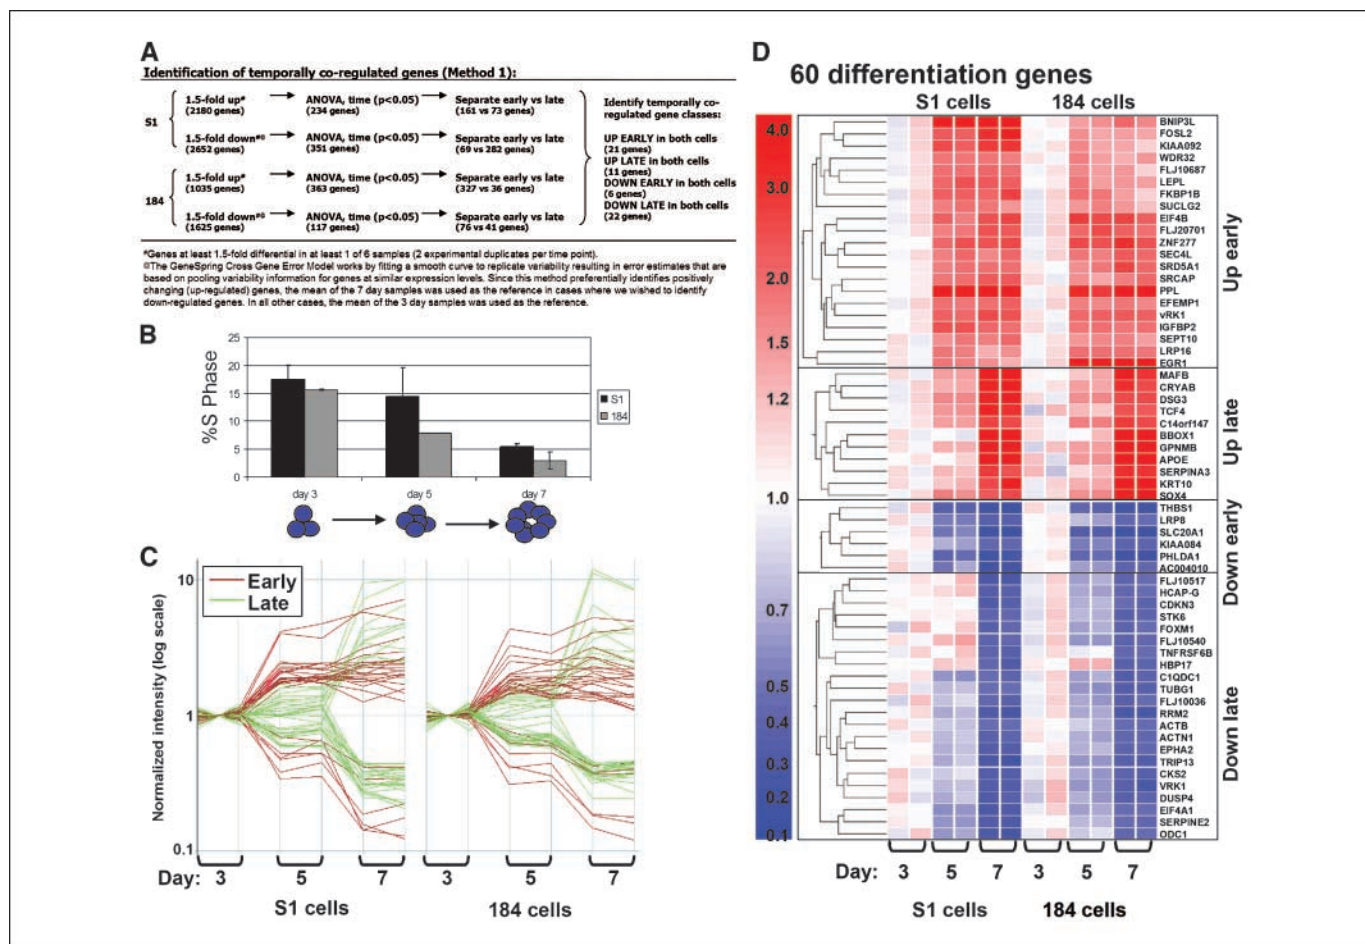 A
Identification of temporally co-regulated genes (Method 1):
S1
1.5-fold up#
(2180 genes)
ANOVA, time (p<0.05)
(234 genes)
Separate early vs late
(161 vs 73 genes)
1.5-fold down#@
(2652 genes)
ANOVA, time (p<0.05)
(351 genes)
Separate early vs late
(69 vs 282 genes)
184
1.5-fold up#
(1035 genes)
ANOVA, time (p<0.05)
(363 genes)
Separate early vs late
(327 vs 36 genes)
1.5-fold down#@
(1625 genes)
ANOVA, time (p<0.05)
(117 genes)
Separate early vs late
(76 vs 41 genes)
Identify temporally co-
regulated gene classes:
UP EARLY in both cells
(21 genes)
UP LATE in both cells
(11 genes)
DOWN EARLY in both cells
(6 genes)
DOWN LATE in both cells
(22 genes)
#Genes at least 1.5-fold differential in at least 1 of 6 samples (2 experimental duplicates per time point).
@The GeneSpring Cross Gene Error Model works by fitting a smooth curve to replicate variability resulting in error estimates that are
based on pooling variability information for genes at similar expression levels. Since this method preferentially identifies positively
changing (up-regulated) genes, the mean of the 7 day samples was used as the reference in cases where we wished to identify
down-regulated genes. In all other cases, the mean of the 3 day samples was used as the reference.
B
%S Phase
25
20
15
10
5
0
S1
184
day 3
day 5
day 7
C
Early
Late
Normalized intensity (log scale)
10
1
0.1
Day: 3 5 7 3 5 7
S1 cells 184 cells
D
60 differentiation genes
S1 cells 184 cells
4.0
3.0
2.0
1.5
1.2
1.0
0.7
0.5
0.4
0.3
0.2
0.1
BNIP3L
FOSL2
KIAA092
WDR32
FLJ10687
LEPL
FKBP1B
SUCLG2
EIF4B
FLJ20701
ZNF277
SEC4L
SRD5A1
SRCAP
PPL
EFEMP1
vRK1
IGFBP2
SEPT10
LRP16
EGR1
Up early
MAFB
CRYAB
DSG3
TCF4
C14orf147
BBOX1
GPNMB
APOE
SERPINA3
KRT10
SOX4
Up late
THBS1
LRP8
SLC20A1
KIAA084
PHLDA1
AC004010
Down early
FLJ10517
HCAP-G
CDKN3
STK6
FOXM1
FLJ10540
TNFRSF6B
HBP17
C1QDC1
TUBG1
FLJ10036
RRM2
ACTB
ACTN1
EPHA2
TRIP13
CKS2
VRK1
DUSP4
EIF4A1
SERPINE2
ODC1
Down late
Day: 3 5 7 3 5 7
S1 cells 184 cells